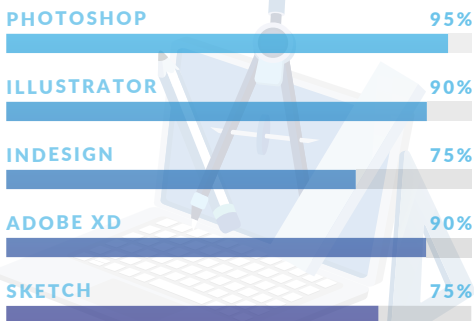 PHOTOSHOP 95%
ILLUSTRATOR 90%
INDESIGN 75%
ADOBE XD 90%
SKETCH 75%